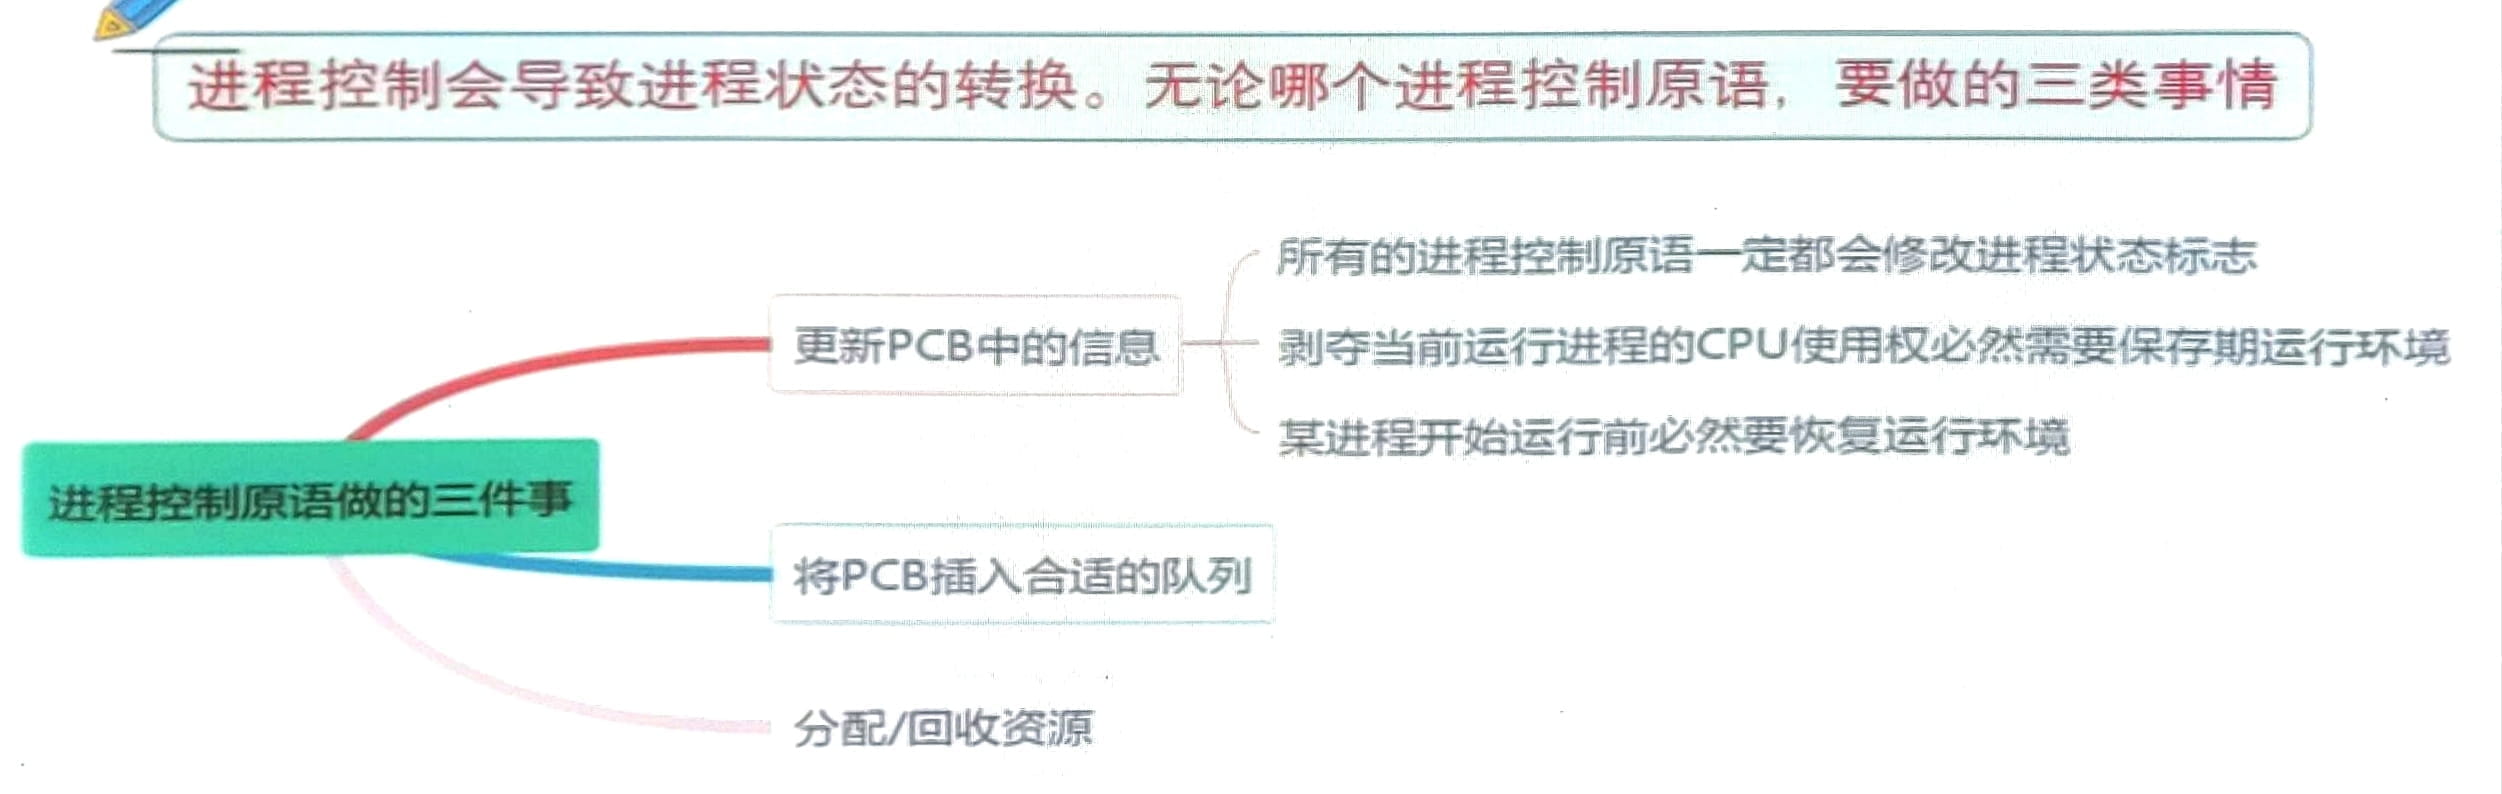 进程控制会导致进程状态的转换。无论哪个进程控制原语，要做的三类事情
所有的进程控制原语一定都会修改进程状态标志
更新PCB中的信息
剥夺当前运行进程的CPU使用权必然需要保存期运行环境
某进程开始运行前必然要恢复运行环境
进程控制原语做的三件事
将PCB插入合适的队列
分配/回收资源